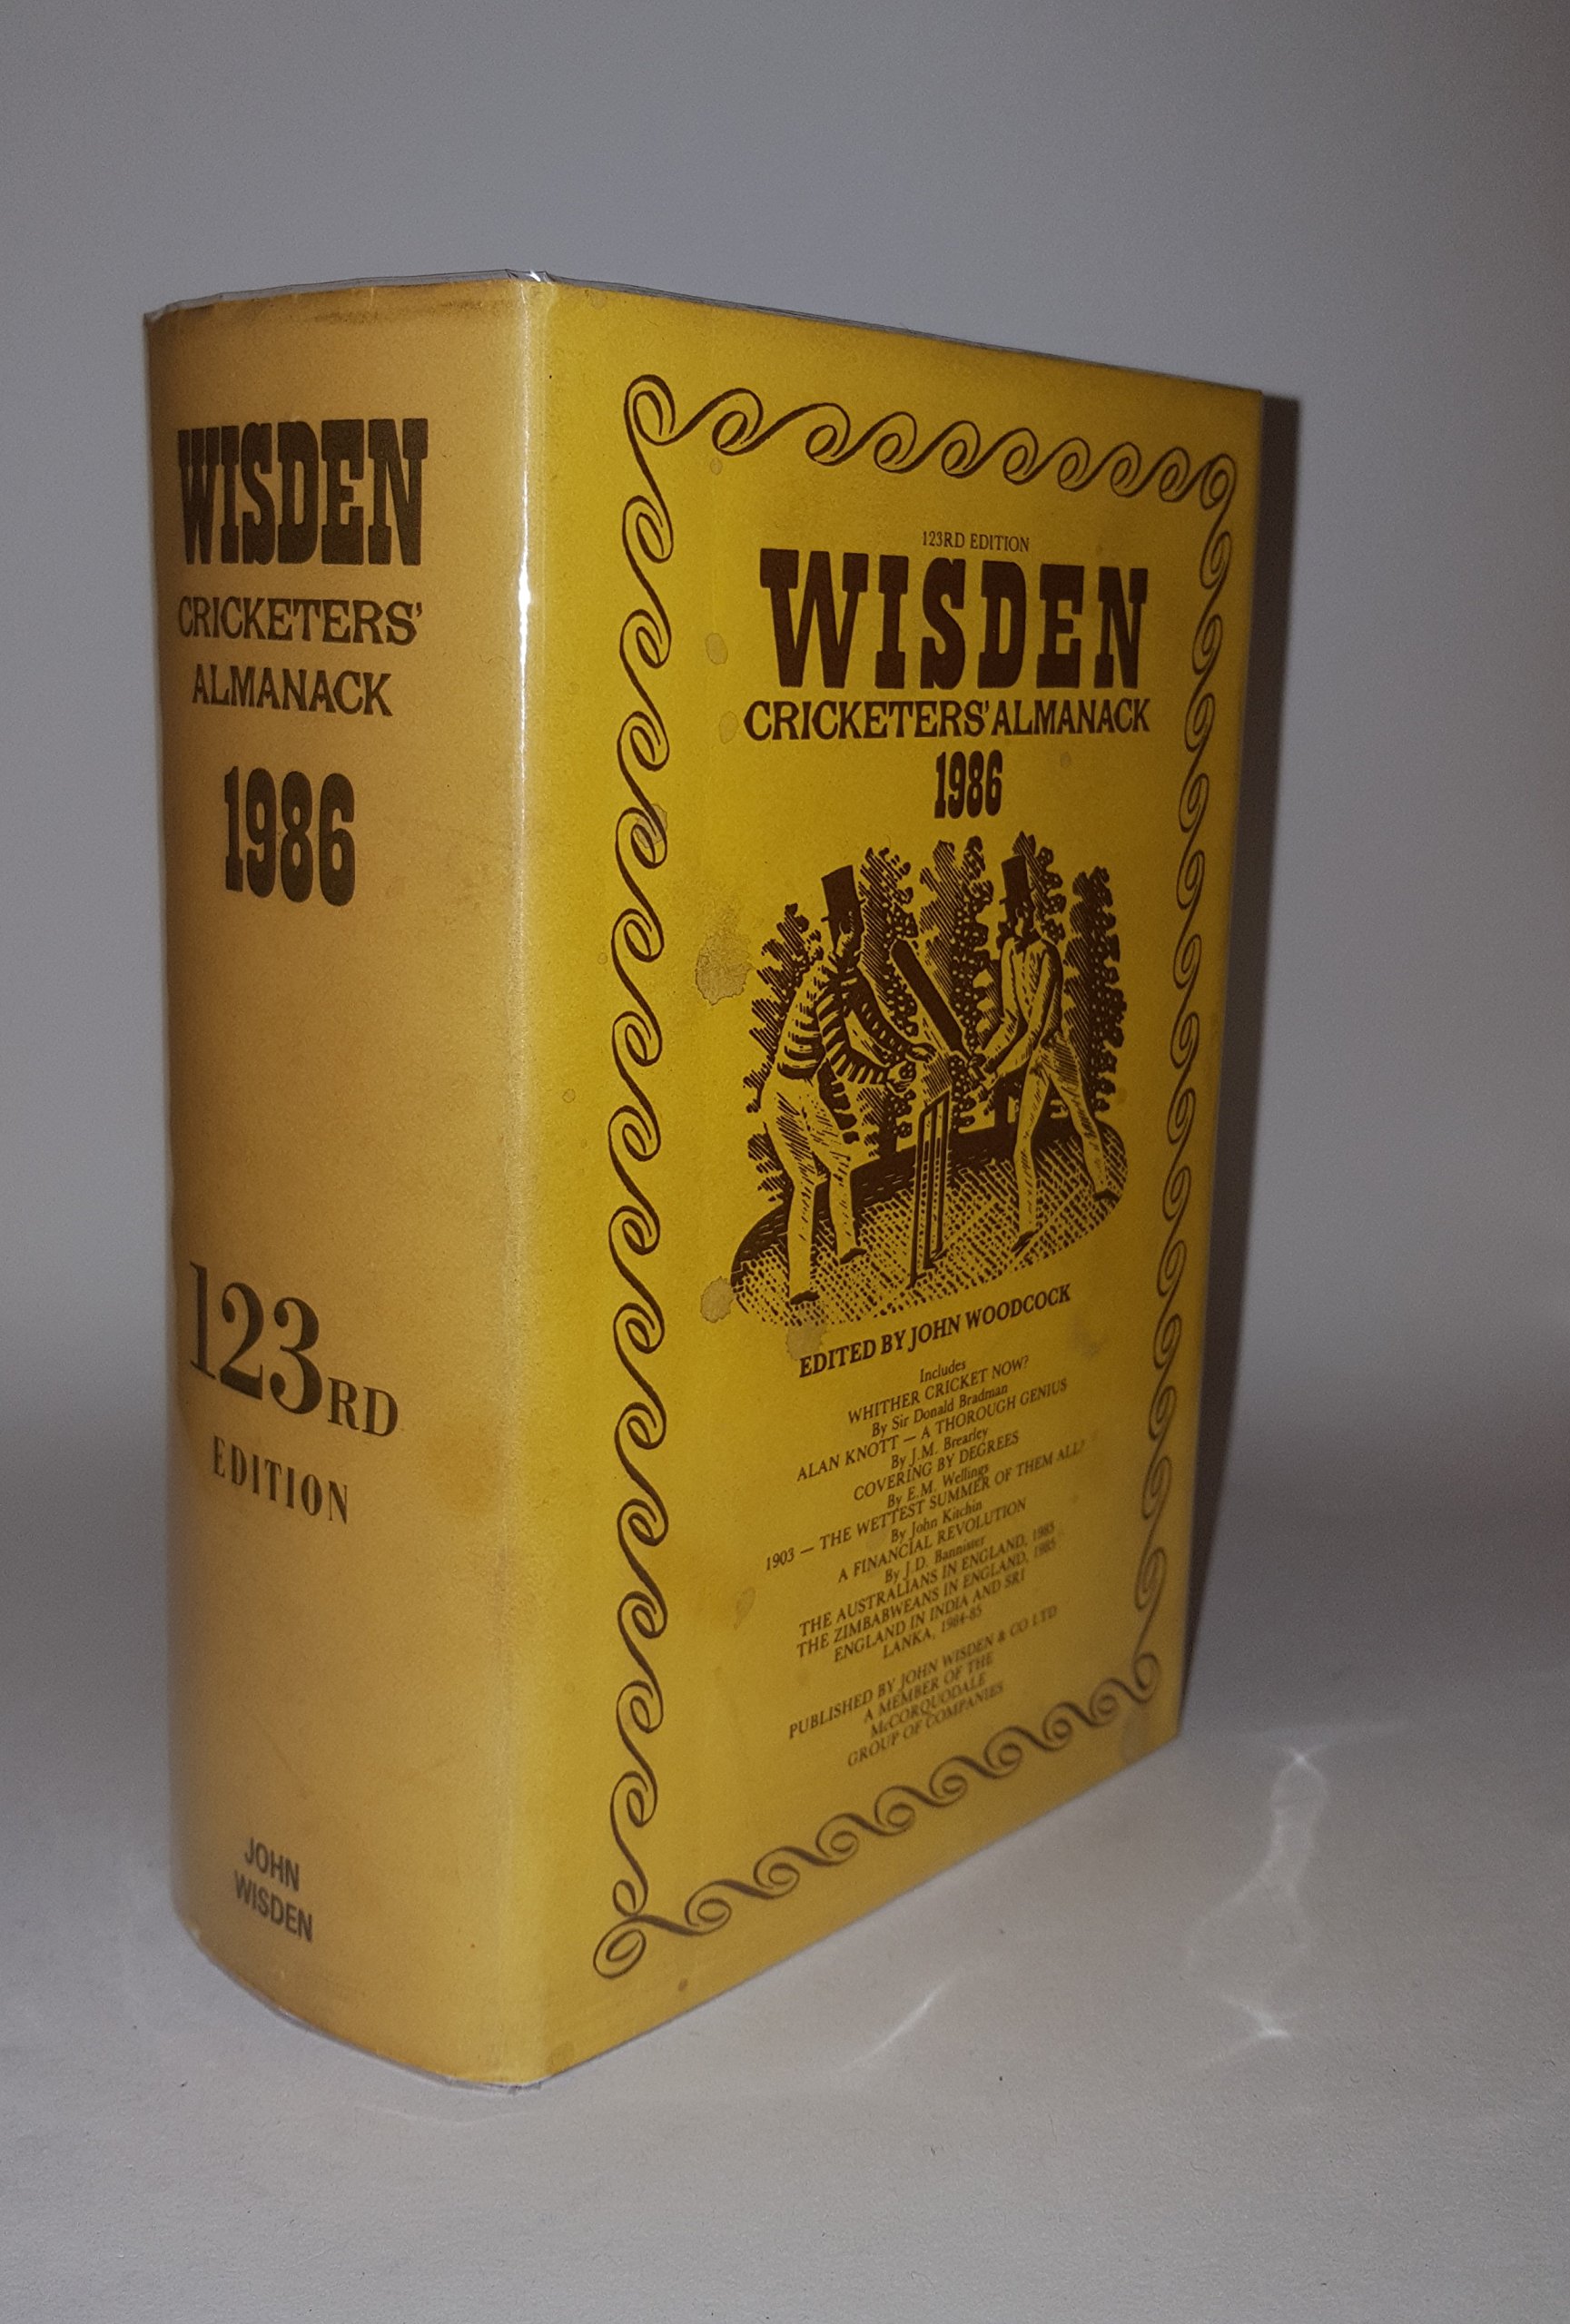 WISDEN
CRICKETERS'
ALMANACK
1986
123RD
EDITION
JOHN
WISDEN
123RD EDITION
WISDEN
CRICKETERS' ALMANACK
1986
EDITED BY JOHN WOODCOCK
Includes
WHITHER CRICKET NOW?
By Sir Donald Bradman
ALAN KNOTT — A THOROUGH GENIUS
By J.M. Brearley
COVERING BY DEGREES
By E.M. Wellings
1903 — THE WETTEST SUMMER OF THEM ALL?
By John Kitchin
A FINANCIAL REVOLUTION
By J.D. Bannister
THE AUSTRALIANS IN ENGLAND, 1985
THE ZIMBABWEANS IN ENGLAND, 1985
ENGLAND IN INDIA AND SRI
LANKA, 1984-85
PUBLISHED BY JOHN WISDEN & CO LTD
A MEMBER OF THE
McCORQUODALE
GROUP OF COMPANIES